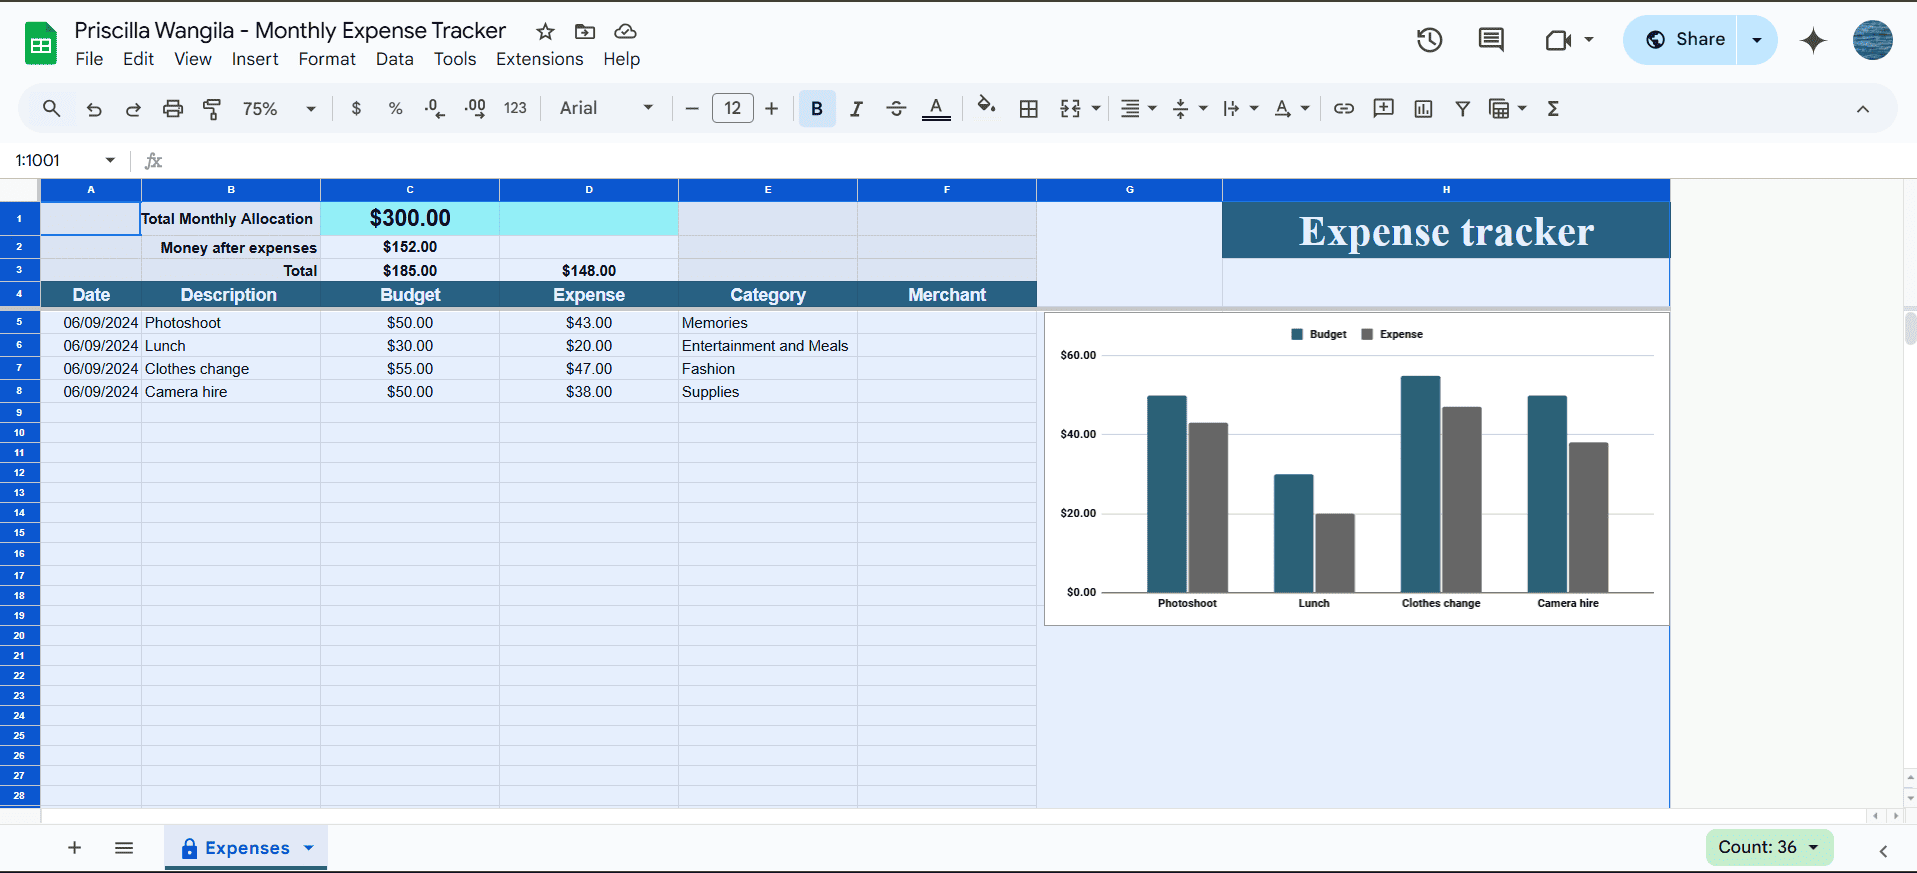 Priscilla Wangila - Monthly Expense Tracker
File Edit View Insert Format Data Tools Extensions Help
Share
75% $ % .0 .00 123 Arial 12 B I A
1:1001 fx
A B C D E F G H
1 Total Monthly Allocation $300.00 Expense tracker
2 Money after expenses $152.00
3 Total $185.00 $148.00
4 Date Description Budget Expense Category Merchant
5 06/09/2024 Photoshoot $50.00 $43.00 Memories
6 06/09/2024 Lunch $30.00 $20.00 Entertainment and Meals
7 06/09/2024 Clothes change $55.00 $47.00 Fashion
8 06/09/2024 Camera hire $50.00 $38.00 Supplies
9
10
11
12
13
14
15
16
17
18
19
20
21
22
23
24
25
26
27
28
Budget Expense
$60.00
$40.00
$20.00
$0.00
Photoshoot Lunch Clothes change Camera hire
Expenses
Count: 36